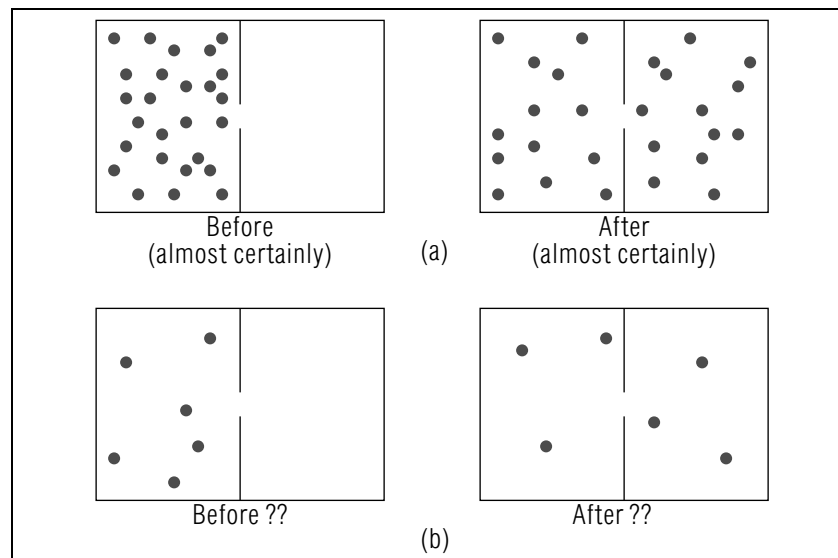 Before
(almost certainly)
After
(almost certainly)
(a)
Before ??
After ??
(b)